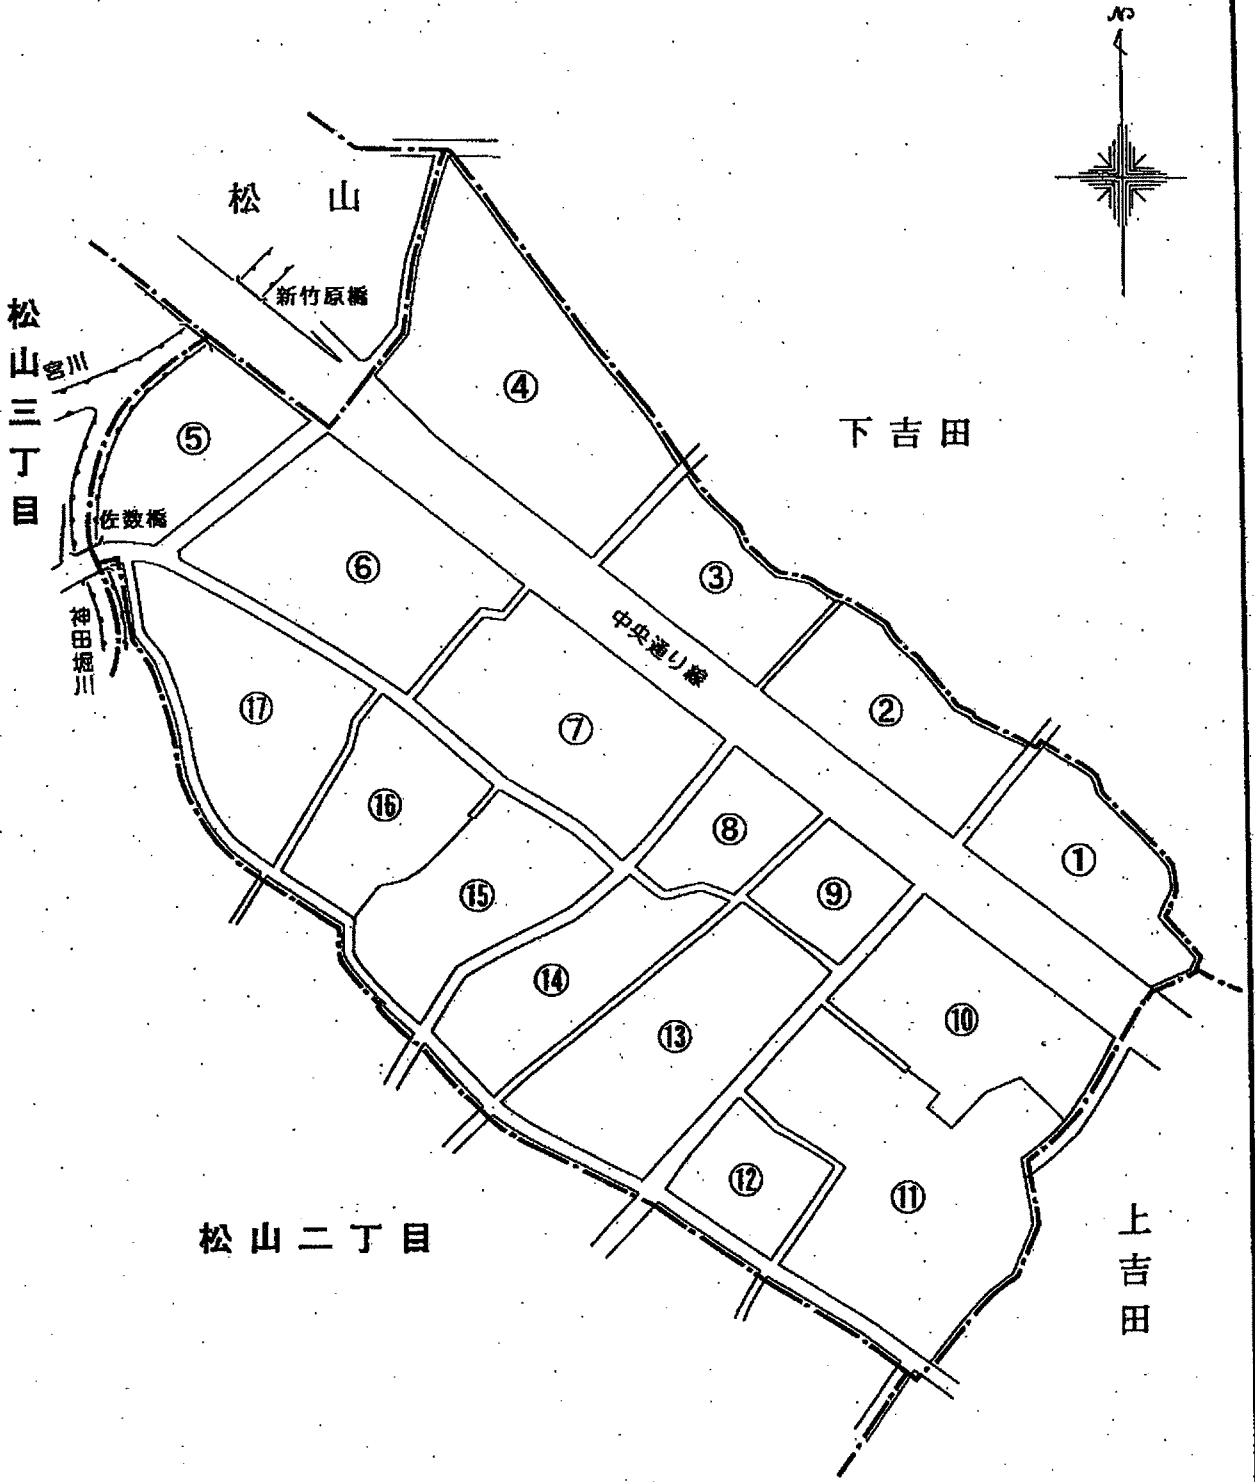 N
松山
新竹原橋
松山三丁目
宮川
④
下吉田
⑤
佐数橋
⑥
③
中央通り線
神田堀川
⑰
⑦
②
⑯
⑧
①
⑮
⑨
⑭
⑬
⑩
⑫
⑪
松山二丁目
上吉田